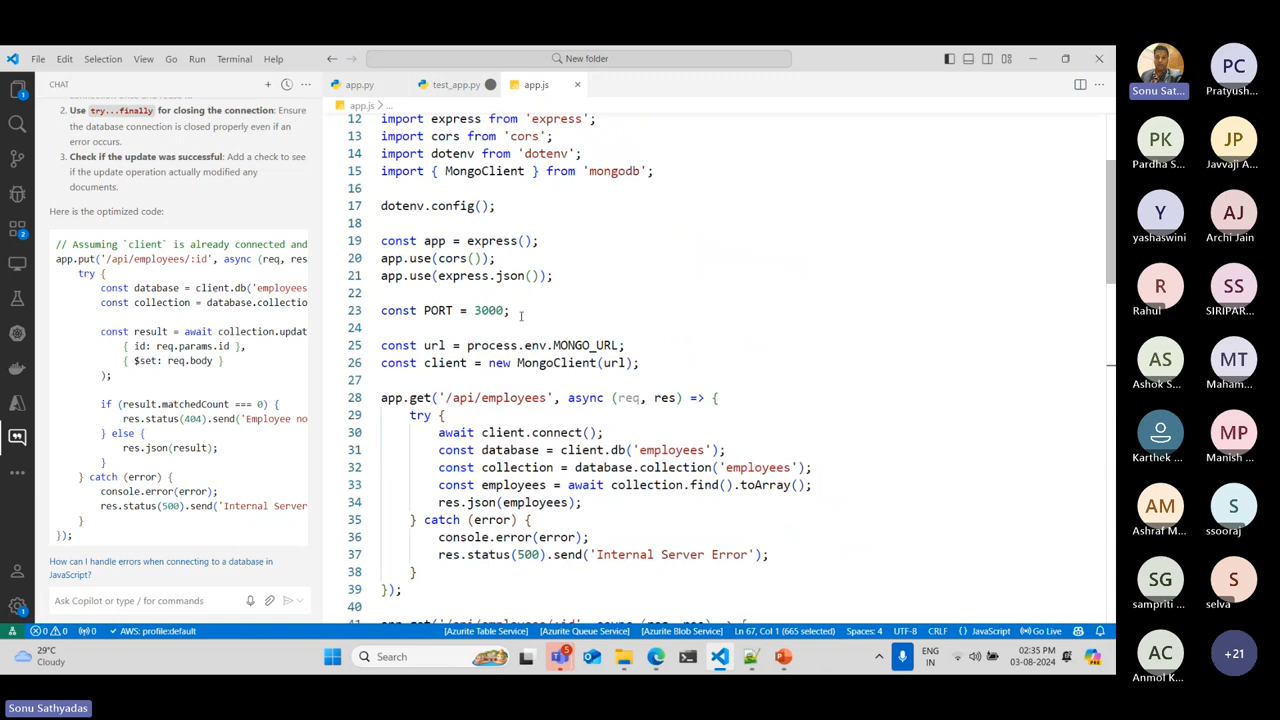 File Edit Selection View Go Run Terminal Help
New folder
CHAT
app.py
test_app.py
app.js
app.js > ...
2. Use try...finally for closing the connection: Ensure
the database connection is closed properly even if an
error occurs.
3. Check if the update was successful: Add a check to see
if the update operation actually modified any
documents.
Here is the optimized code:
// Assuming `client` is already connected and
app.put('/api/employees/:id', async (req, res
try {
const database = client.db('employees
const collection = database.collectio
const result = await collection.updat
{ id: req.params.id },
{ $set: req.body }
);
if (result.matchedCount === 0) {
res.status(404).send('Employee no
} else {
res.json(result);
}
} catch (error) {
console.error(error);
res.status(500).send('Internal Server
}
});
How can I handle errors when connecting to a database in
JavaScript?
Ask Copilot or type / for commands
12 import express from 'express';
13 import cors from 'cors';
14 import dotenv from 'dotenv';
15 import { MongoClient } from 'mongodb';
16
17 dotenv.config();
18
19 const app = express();
20 app.use(cors());
21 app.use(express.json());
22
23 const PORT = 3000;
24
25 const url = process.env.MONGO_URL;
26 const client = new MongoClient(url);
27
28 app.get('/api/employees', async (req, res) => {
29 try {
30 await client.connect();
31 const database = client.db('employees');
32 const collection = database.collection('employees');
33 const employees = await collection.find().toArray();
34 res.json(employees);
35 } catch (error) {
36 console.error(error);
37 res.status(500).send('Internal Server Error');
38 }
39 });
40
1
2
1
0 0 0 AWS: profile:default
[Azurite Table Service] [Azurite Queue Service] [Azurite Blob Service] Ln 67, Col 1 (665 selected) Spaces: 4 UTF-8 CRLF {} JavaScript Go Live
29°C
Cloudy
Search
5
ENG
IN
02:35 PM
03-08-2024
Sonu Sathyadas
Sonu Sat...
PC
Pratyush...
PK
Pardha S...
JP
Javvaji A...
Y
yashaswini
AJ
Archi Jain
R
Rahul
SS
SIRIPAR...
AS
Ashok S...
MT
Maham...
Karthek ...
MP
Manish ...
AM
Ashraf M...
S
ssooraj
SG
sampriti ...
S
selva
AC
Anmol K...
+21